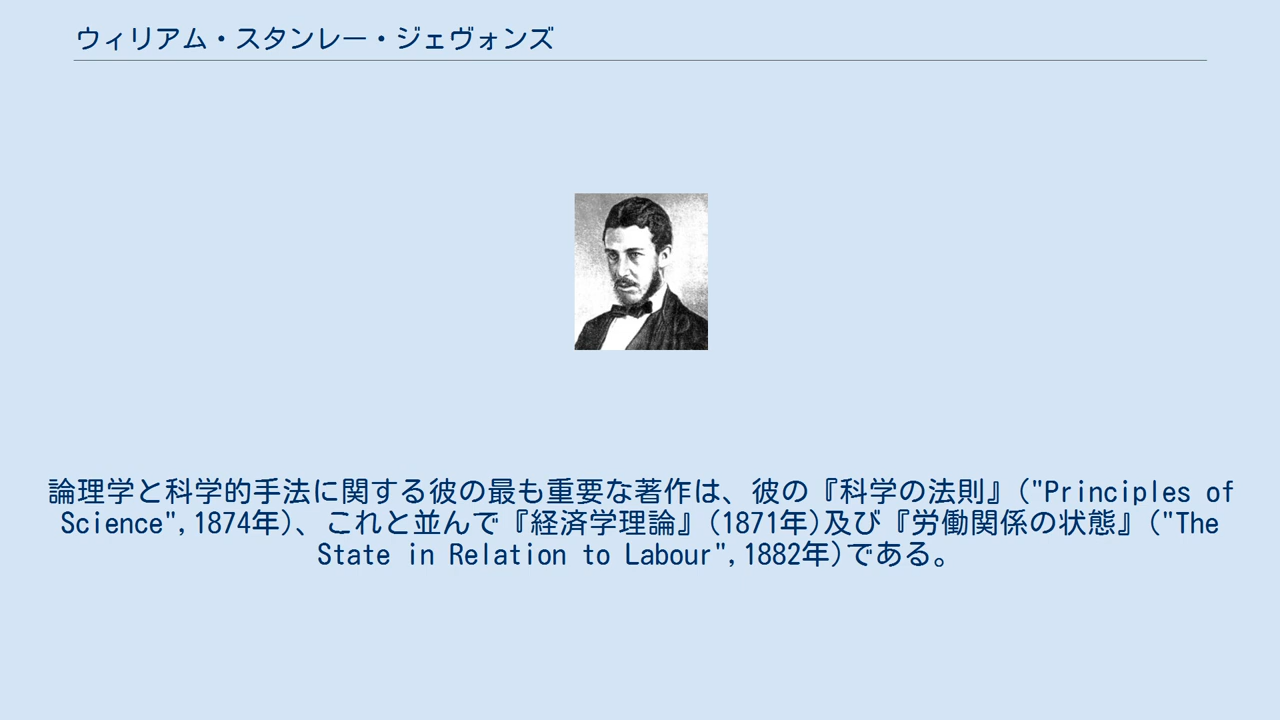 ウィリアム・スタンレー・ジェヴォンズ
論理学と科学的手法に関する彼の最も重要な著作は、彼の『科学の法則』("Principles of
Science",1874年)、これと並んで『経済学理論』(1871年)及び『労働関係の状態』("The
State in Relation to Labour",1882年)である。